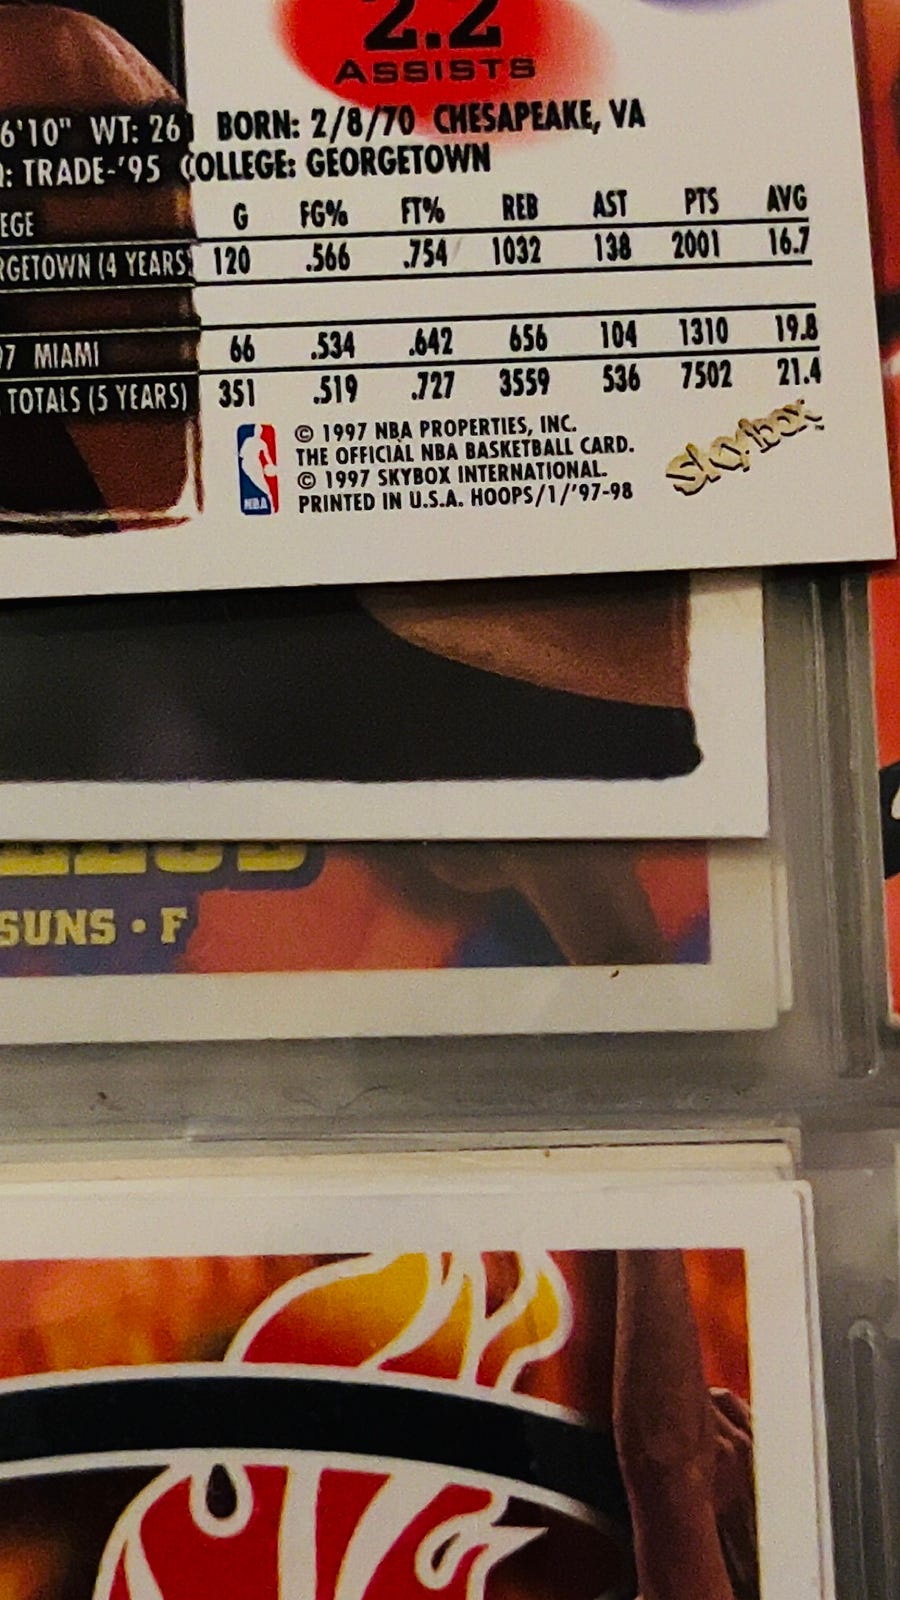 2.2
ASSISTS
6'10" WT: 261 BORN: 2/8/70 CHESAPEAKE, VA
: TRADE-'95 COLLEGE: GEORGETOWN
EGE G FG% FT% REB AST PTS AVG
RGETOWN (4 YEARS) 120 .566 .754 1032 138 2001 16.7
7 MIAMI 66 .534 .642 656 104 1310 19.8
TOTALS (5 YEARS) 351 .519 .727 3559 536 7502 21.4
© 1997 NBA PROPERTIES, INC.
THE OFFICIAL NBA BASKETBALL CARD.
© 1997 SKYBOX INTERNATIONAL.
PRINTED IN U.S.A. HOOPS/1/'97-98
NBA
Skybox™
SUNS • F